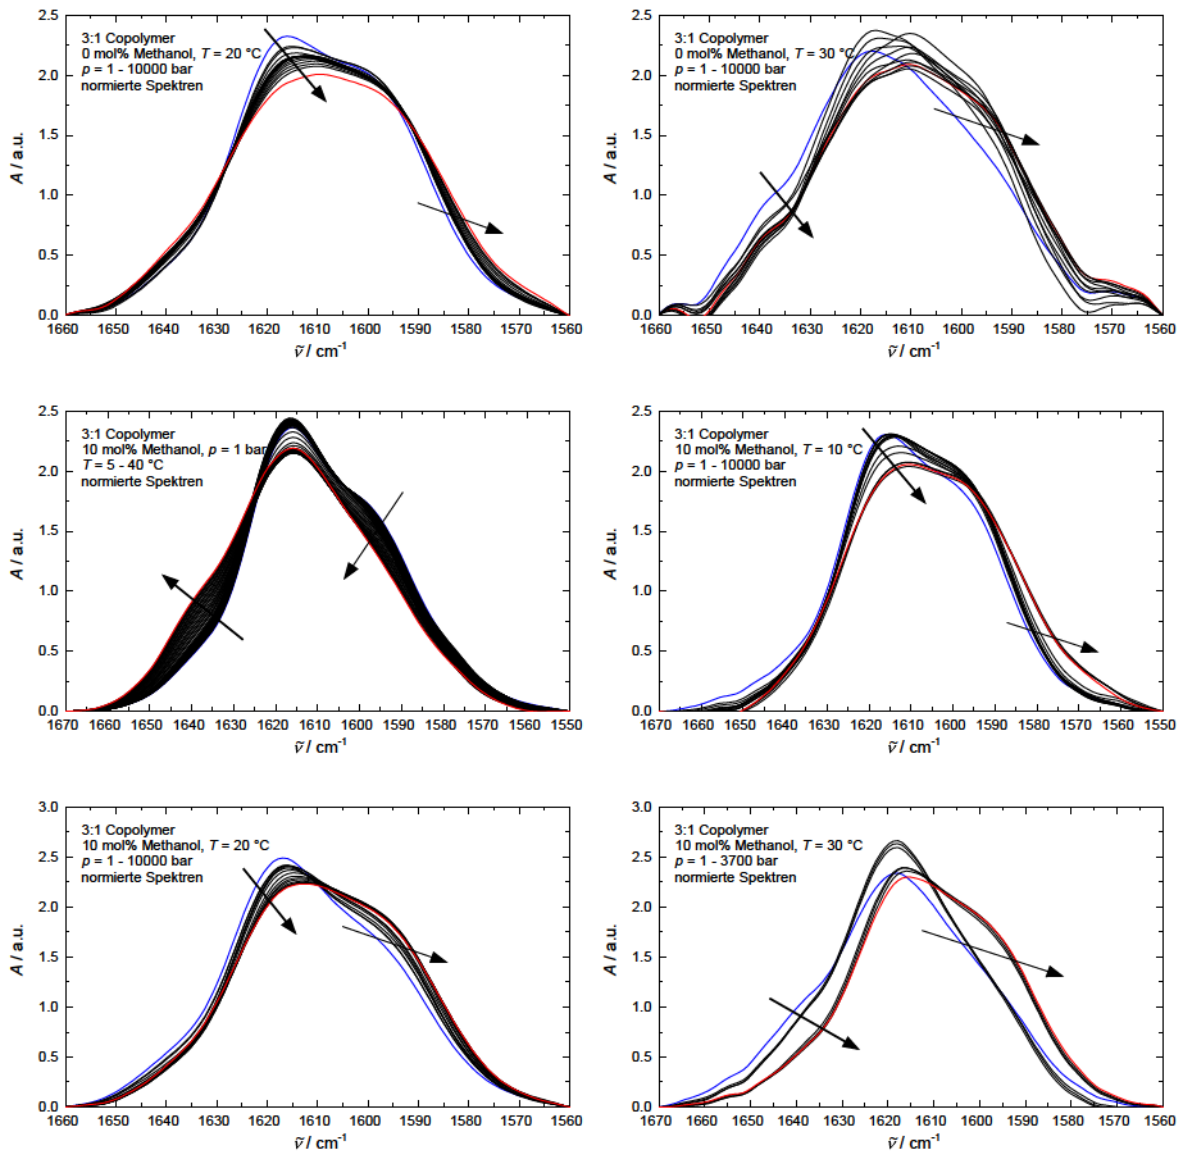 3:1 Copolymer
0 mol% Methanol, T = 20 °C
p = 1 - 10000 bar
normierte Spektren
A / a.u.
2.5
2.0
1.5
1.0
0.5
0.0
1660 1650 1640 1630 1620 1610 1600 1590 1580 1570 1560
ṽ / cm⁻¹
3:1 Copolymer
0 mol% Methanol, T = 30 °C
p = 1 - 10000 bar
normierte Spektren
A / a.u.
2.5
2.0
1.5
1.0
0.5
0.0
1660 1650 1640 1630 1620 1610 1600 1590 1580 1570 1560
ṽ / cm⁻¹
3:1 Copolymer
10 mol% Methanol, p = 1 bar
T = 5 - 40 °C
normierte Spektren
A / a.u.
2.5
2.0
1.5
1.0
0.5
0.0
1670 1660 1650 1640 1630 1620 1610 1600 1590 1580 1570 1560 1550
ṽ / cm⁻¹
3:1 Copolymer
10 mol% Methanol, T = 10 °C
p = 1 - 10000 bar
normierte Spektren
A / a.u.
2.5
2.0
1.5
1.0
0.5
0.0
1670 1660 1650 1640 1630 1620 1610 1600 1590 1580 1570 1560 1550
ṽ / cm⁻¹
3:1 Copolymer
10 mol% Methanol, T = 20 °C
p = 1 - 10000 bar
normierte Spektren
A / a.u.
3.0
2.5
2.0
1.5
1.0
0.5
0.0
1660 1650 1640 1630 1620 1610 1600 1590 1580 1570 1560
ṽ / cm⁻¹
3:1 Copolymer
10 mol% Methanol, T = 30 °C
p = 1 - 3700 bar
normierte Spektren
A / a.u.
3.0
2.5
2.0
1.5
1.0
0.5
0.0
1670 1660 1650 1640 1630 1620 1610 1600 1590 1580 1570 1560
ṽ / cm⁻¹